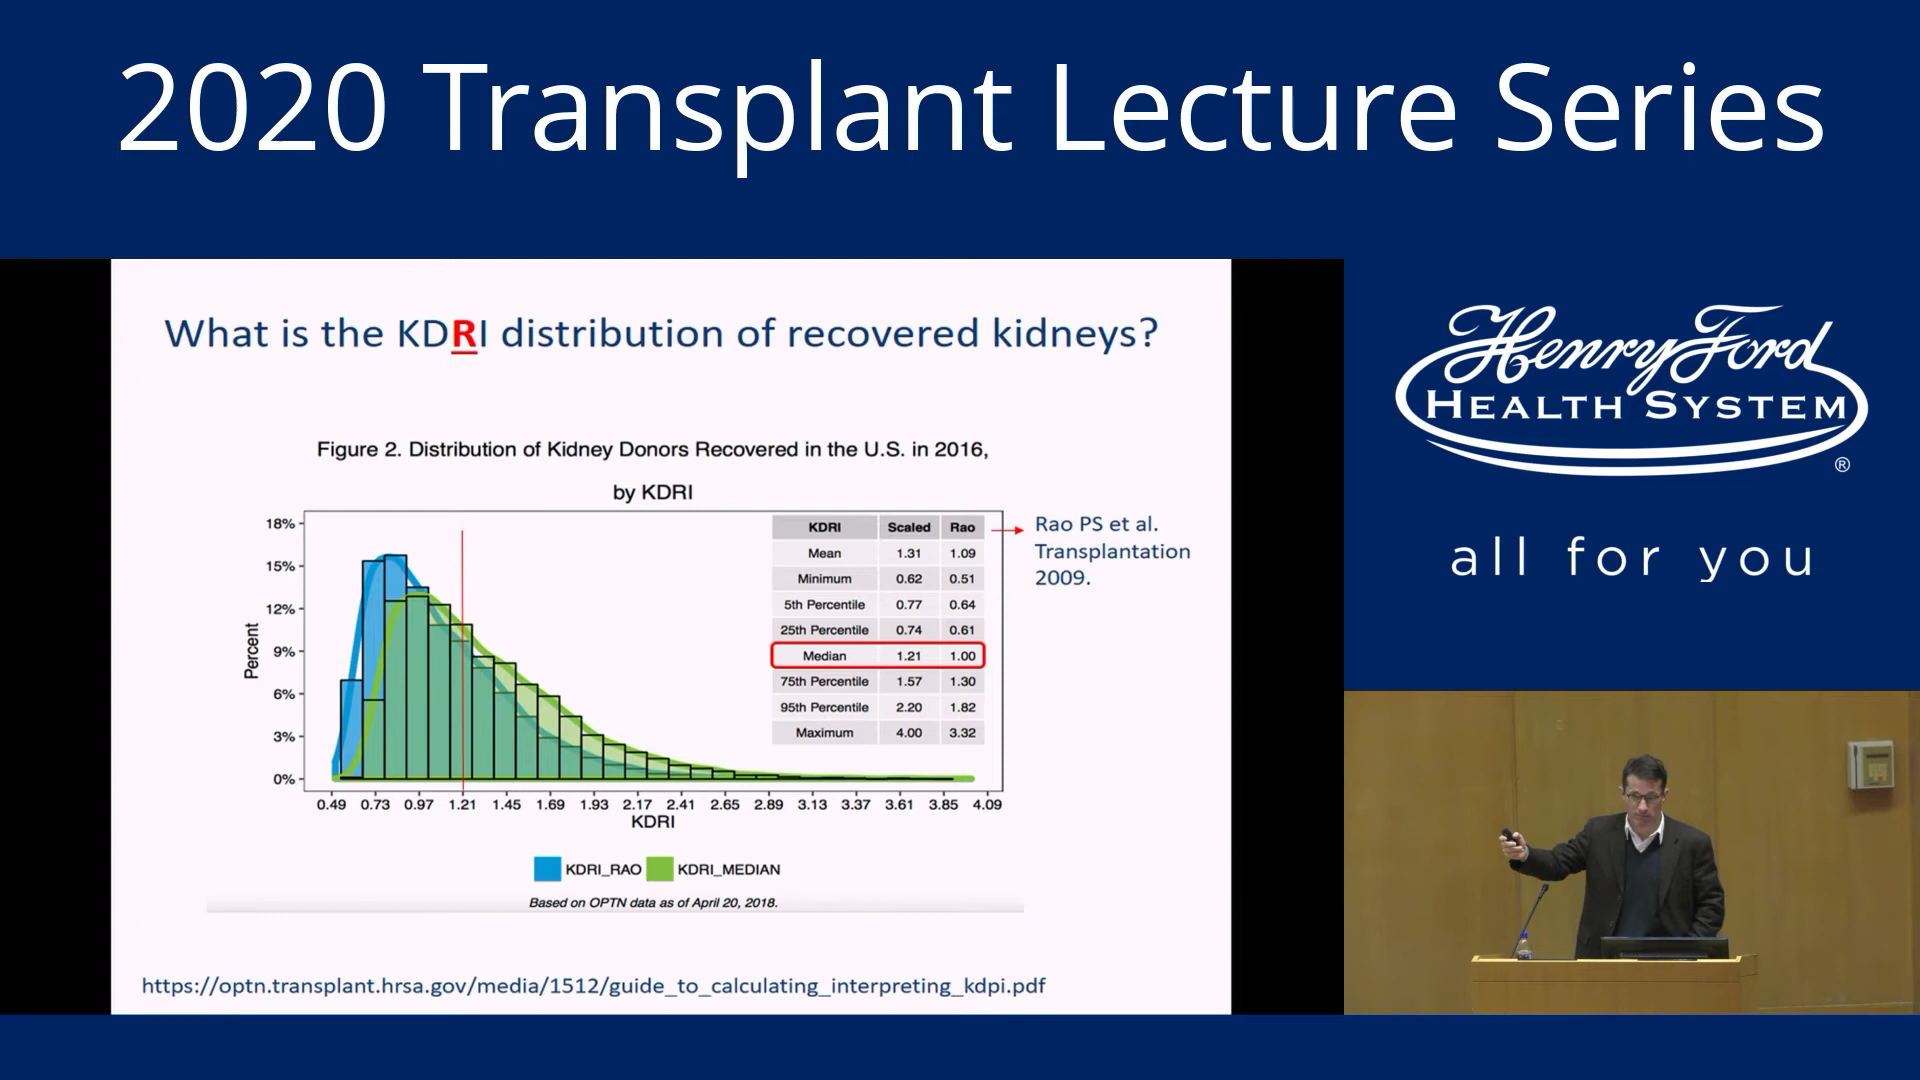 2020 Transplant Lecture Series
What is the KDRI distribution of recovered kidneys?
Figure 2. Distribution of Kidney Donors Recovered in the U.S. in 2016,
by KDRI
18%
15%
12%
9%
6%
3%
0%
Percent
KDRI Scaled Rao
Mean 1.31 1.09
Minimum 0.62 0.51
5th Percentile 0.77 0.64
25th Percentile 0.74 0.61
Median 1.21 1.00
75th Percentile 1.57 1.30
95th Percentile 2.20 1.82
Maximum 4.00 3.32
Rao PS et al.
Transplantation
2009.
0.49 0.73 0.97 1.21 1.45 1.69 1.93 2.17 2.41 2.65 2.89 3.13 3.37 3.61 3.85 4.09
KDRI
KDRI_RAO KDRI_MEDIAN
Based on OPTN data as of April 20, 2018.
https://optn.transplant.hrsa.gov/media/1512/guide_to_calculating_interpreting_kdpi.pdf
Henry Ford
HEALTH SYSTEM
®
all for you